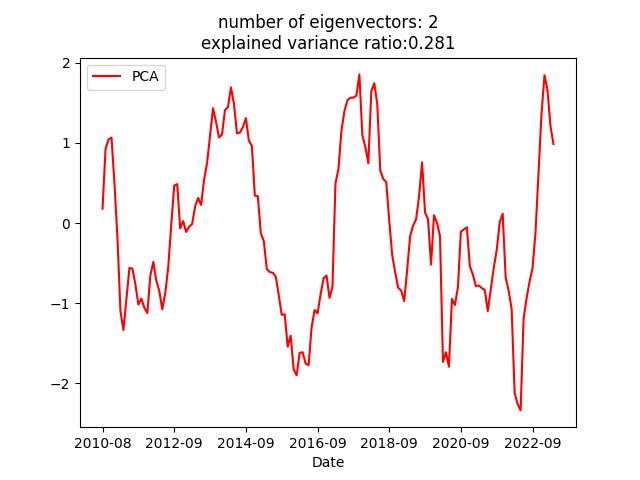 number of eigenvectors: 2
explained variance ratio:0.281
PCA
2
1
0
−1
−2
2010-08 2012-09 2014-09 2016-09 2018-09 2020-09 2022-09
Date